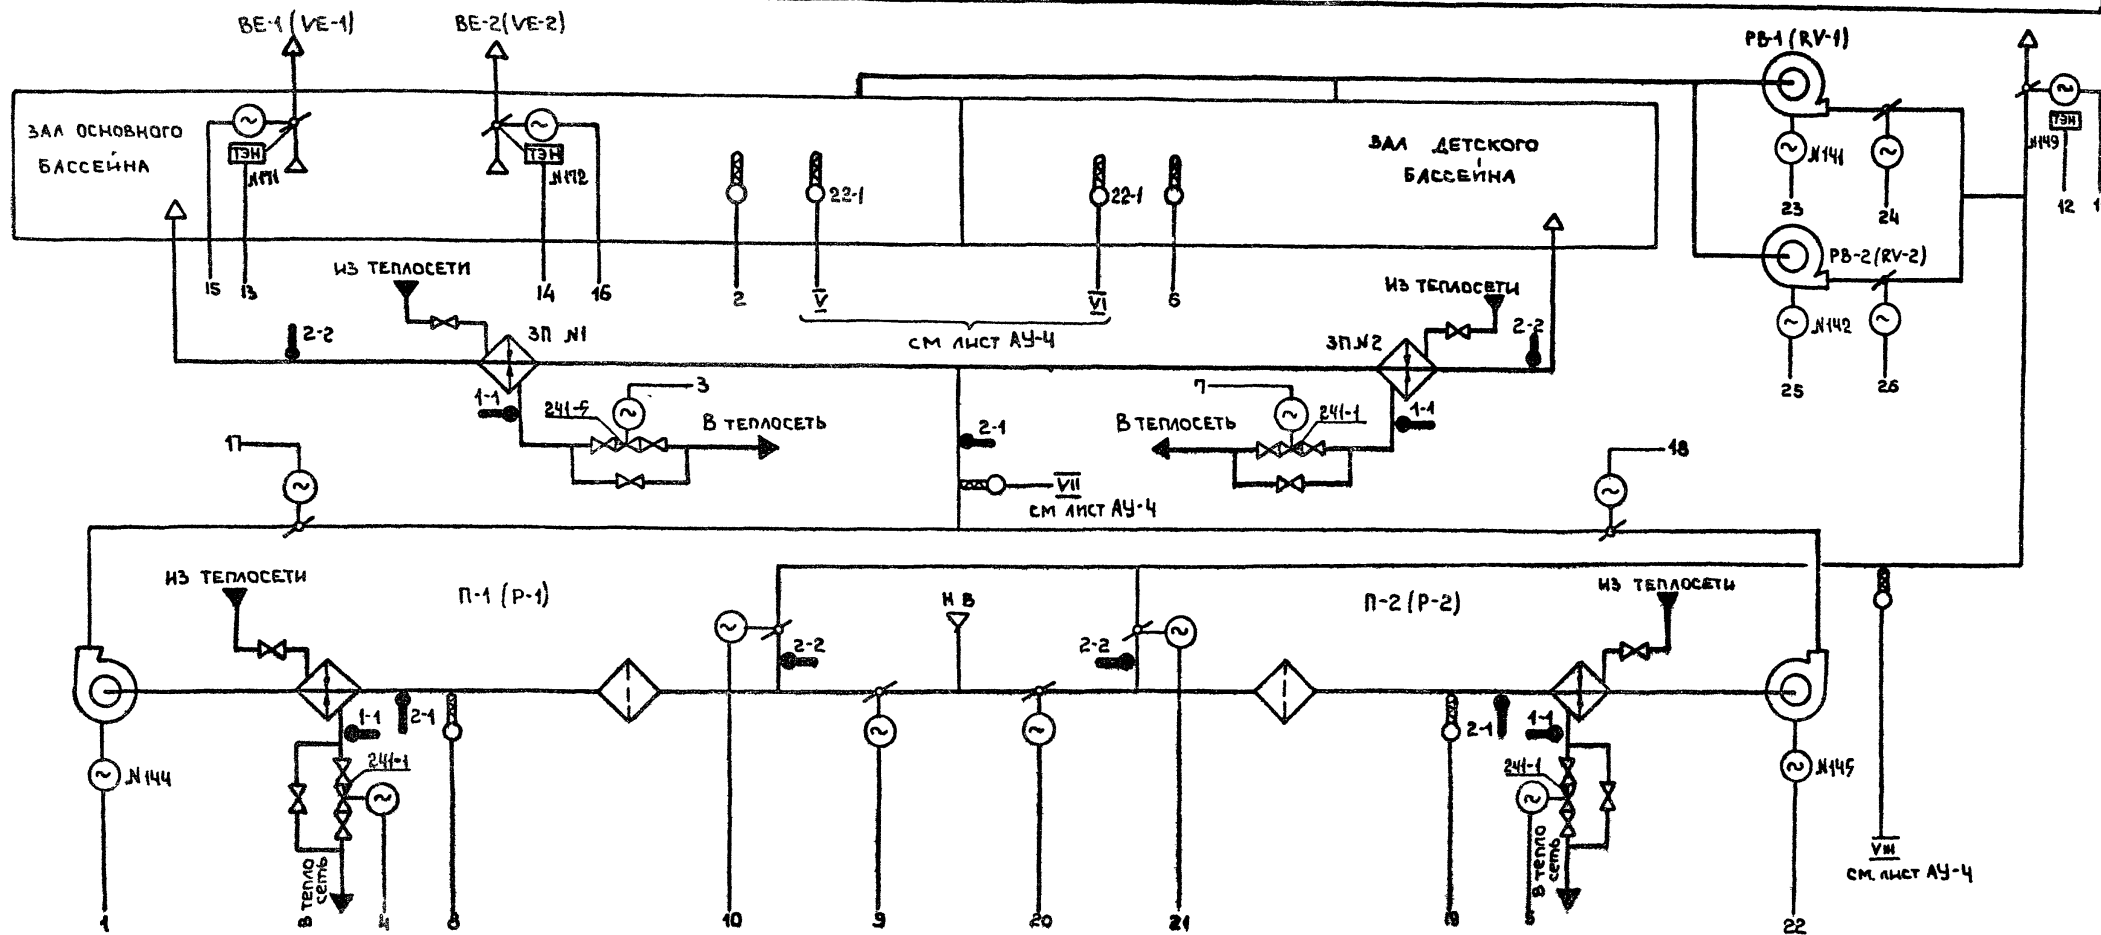 ВЕ-1 (VE-1)
ВЕ-2 (VE-2)
РВ-1 (RV-1)
ЗАЛ ОСНОВНОГО
БАССЕЙНА
ТЭН
N171
ТЭН
N172
22-1
22-1
ЗАЛ ДЕТСКОГО
БАССЕЙНА
N141
ТЭН
N149
23
24
12
РВ-2 (RV-2)
15
13
14
16
2
V
VI
6
N142
25
26
ИЗ ТЕПЛОСЕТИ
ИЗ ТЕПЛОСЕТИ
2-2
ЗП N1
СМ ЛИСТ АУ-4
ЗП.N2
2-2
1-1
241-5
3
В ТЕПЛОСЕТЬ
2-1
7
В ТЕПЛОСЕТЬ
241-1
1-1
17
VII
СМ ЛИСТ АУ-4
18
ИЗ ТЕПЛОСЕТИ
П-1 (Р-1)
Н В
П-2 (Р-2)
ИЗ ТЕПЛОСЕТИ
2-2
2-2
1-1
2-1
2-1
1-1
N144
241-1
241-1
N145
В ТЕПЛО
СЕТЬ
В ТЕПЛО
СЕТЬ
VIII
СМ. ЛИСТ АУ-4
1
4
10
9
20
21
22